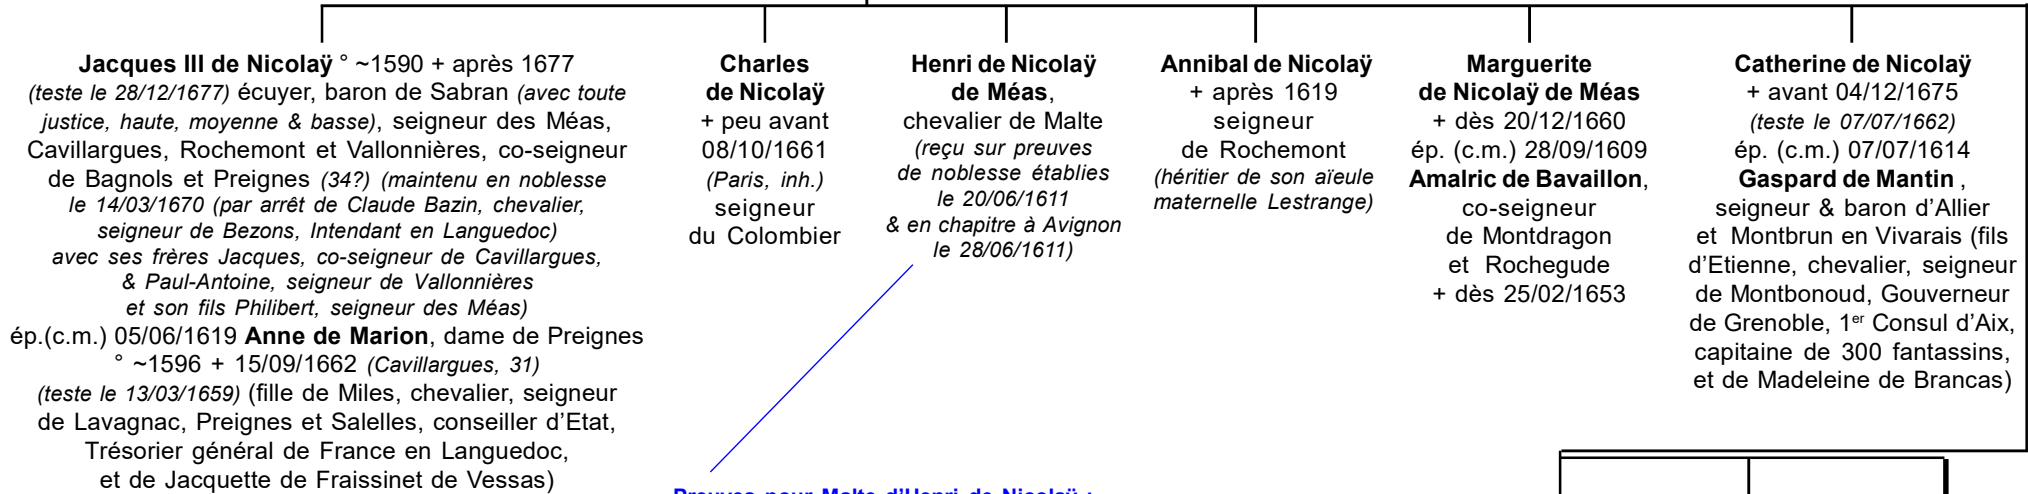 Jacques III de Nicolaÿ ° ~1590 + après 1677
(teste le 28/12/1677) écuyer, baron de Sabran (avec toute
justice, haute, moyenne & basse), seigneur des Méas,
Cavillargues, Rochemont et Vallonnières, co-seigneur
de Bagnols et Preignes (34?) (maintenu en noblesse
le 14/03/1670 (par arrêt de Claude Bazin, chevalier,
seigneur de Bezons, Intendant en Languedoc)
avec ses frères Jacques, co-seigneur de Cavillargues,
& Paul-Antoine, seigneur de Vallonnières
et son fils Philibert, seigneur des Méas)
ép.(c.m.) 05/06/1619 Anne de Marion, dame de Preignes
° ~1596 + 15/09/1662 (Cavillargues, 31)
(teste le 13/03/1659) (fille de Miles, chevalier, seigneur
de Lavagnac, Preignes et Salelles, conseiller d'Etat,
Trésorier général de France en Languedoc,
et de Jacquette de Fraissinet de Vessas)
Charles
de Nicolaÿ
+ peu avant
08/10/1661
(Paris, inh.)
seigneur
du Colombier
Henri de Nicolaÿ
de Méas,
chevalier de Malte
(reçu sur preuves
de noblesse établies
le 20/06/1611
& en chapitre à Avignon
le 28/06/1611)
Annibal de Nicolaÿ
+ après 1619
seigneur
de Rochemont
(héritier de son aïeule
maternelle Lestrange)
Marguerite
de Nicolaÿ de Méas
+ dès 20/12/1660
ép. (c.m.) 28/09/1609
Amalric de Bavaillon,
co-seigneur
de Montdragon
et Rochegude
+ dès 25/02/1653
Catherine de Nicolaÿ
+ avant 04/12/1675
(teste le 07/07/1662)
ép. (c.m.) 07/07/1614
Gaspard de Mantin ,
seigneur & baron d'Allier
et Montbrun en Vivarais (fils
d'Etienne, chevalier, seigneur
de Montbonoud, Gouverneur
de Grenoble, 1er Consul d'Aix,
capitaine de 300 fantassins,
et de Madeleine de Brancas)
Preuves pour Malte d'Henri de Nicolaÿ :